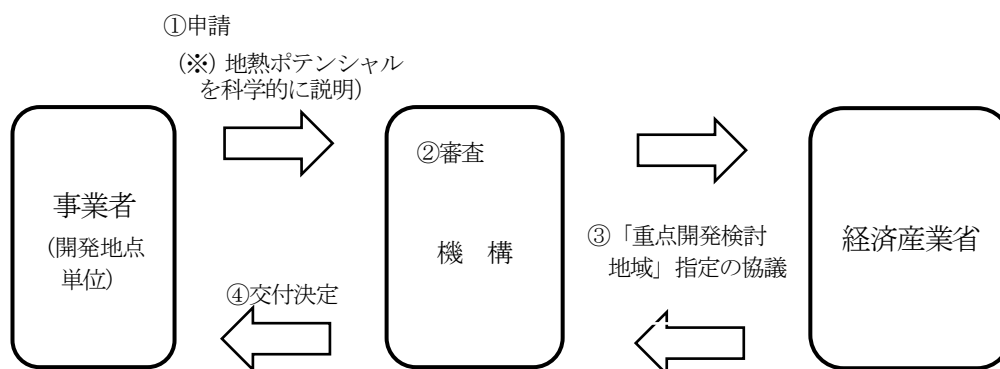 ①申請
(※) 地熱ポテンシャル
を科学的に説明)
事業者
(開発地点
単位)
②審査
機 構
③「重点開発検討
地域」指定の協議
④交付決定
経済産業省